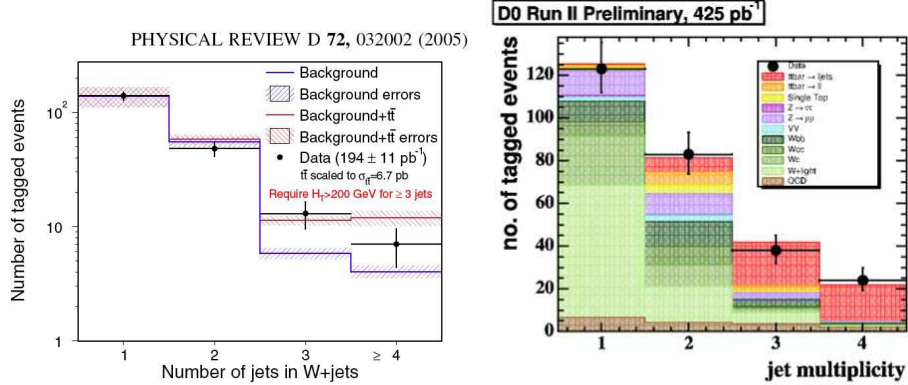 PHYSICAL REVIEW D 72, 032002 (2005)
Number of tagged events
10²
10
1
Background
Background errors
Background+tt̄
Background+tt̄ errors
Data (194 ± 11 pb⁻¹)
tt̄ scaled to σtt̄=6.7 pb
Require HT>200 GeV for ≥ 3 jets
1 2 3 ≥ 4
Number of jets in W+jets
D0 Run II Preliminary, 425 pb⁻¹
no. of tagged events
120
100
80
60
40
20
0
Data
ttbar → ljets
ttbar → ll
Single Top
Z → ττ
Z → μμ
VV
Wbb
Wcc
Wc
W+light
QCD
1 2 3 4
jet multiplicity